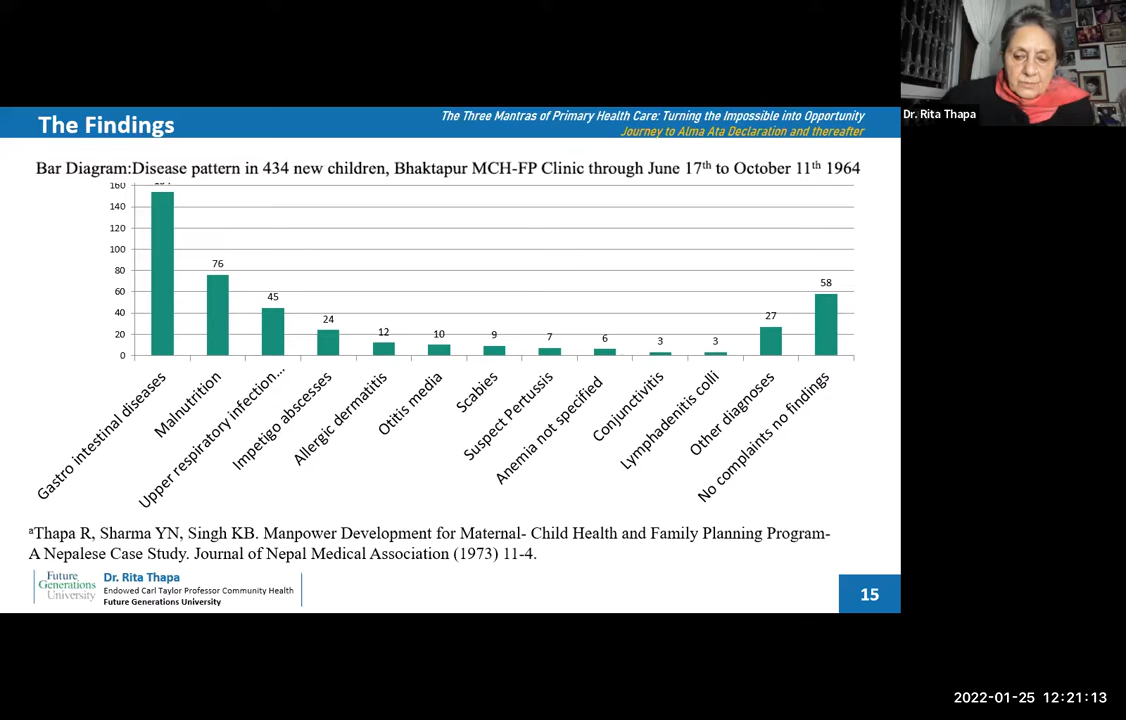 The Findings
The Three Mantras of Primary Health Care: Turning the Impossible into Opportunity
Journey to Alma Ata Declaration and thereafter
Dr. Rita Thapa
Bar Diagram:Disease pattern in 434 new children, Bhaktapur MCH-FP Clinic through June 17th to October 11th 1964
160
140
120
100
80
60
40
20
0
76
45
24
12
10
9
7
6
3
3
27
58
Gastro intestinal diseases
Malnutrition
Upper respiratory infection...
Impetigo abscesses
Allergic dermatitis
Otitis media
Scabies
Suspect Pertussis
Anemia not specified
Conjunctivitis
Lymphadenitis colli
Other diagnoses
No complaints no findings
ᵃThapa R, Sharma YN, Singh KB. Manpower Development for Maternal- Child Health and Family Planning Program-
A Nepalese Case Study. Journal of Nepal Medical Association (1973) 11-4.
Future
Generations
University
Dr. Rita Thapa
Endowed Carl Taylor Professor Community Health
Future Generations University
15
2022-01-25 12:21:13